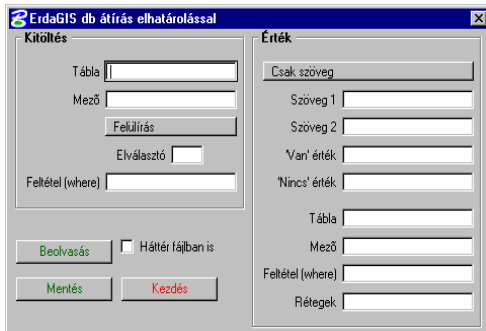 ErdaGIS db átírás elhatárolással
Kitöltés
Tábla
Mező
Felülírás
Elválasztó
Feltétel (where)
Beolvasás
Háttér fájlban is
Mentés
Kezdés
Érték
Csak szöveg
Szöveg 1
Szöveg 2
'Van' érték
'Nincs' érték
Tábla
Mező
Feltétel (where)
Rétegek